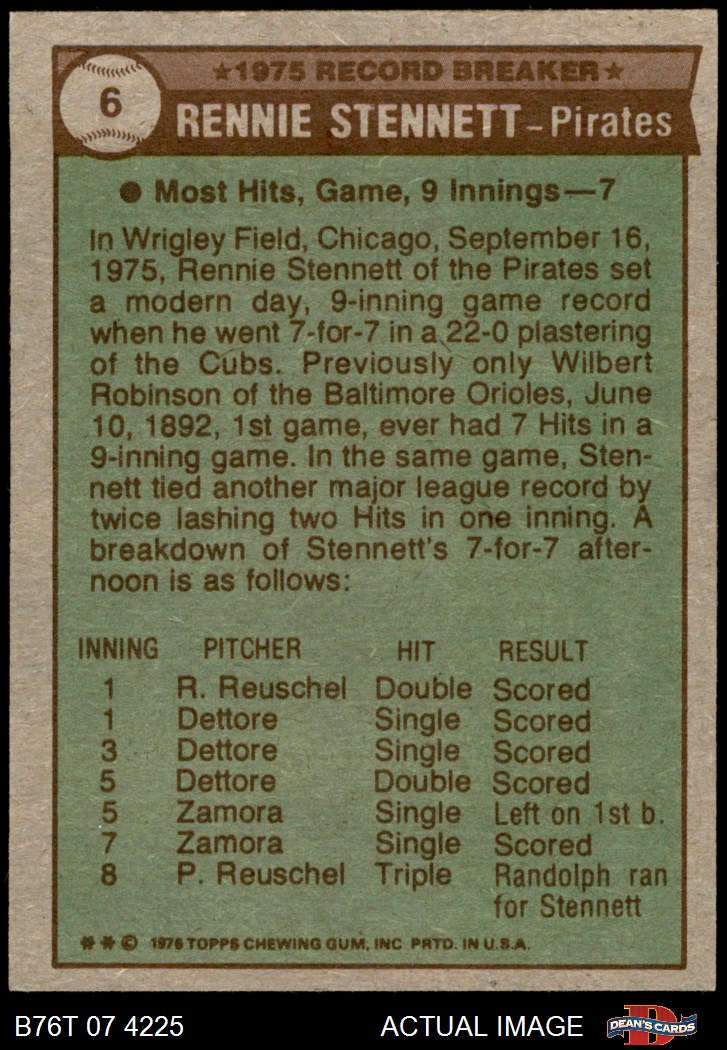 6
★1975 RECORD BREAKER★
RENNIE STENNETT – Pirates
● Most Hits, Game, 9 Innings—7
In Wrigley Field, Chicago, September 16,
1975, Rennie Stennett of the Pirates set
a modern day, 9-inning game record
when he went 7-for-7 in a 22-0 plastering
of the Cubs. Previously only Wilbert
Robinson of the Baltimore Orioles, June
10, 1892, 1st game, ever had 7 Hits in a
9-inning game. In the same game, Sten-
nett tied another major league record by
twice lashing two Hits in one inning. A
breakdown of Stennett's 7-for-7 after-
noon is as follows:
INNING PITCHER HIT RESULT
1 R. Reuschel Double Scored
1 Dettore Single Scored
3 Dettore Single Scored
5 Dettore Double Scored
5 Zamora Single Left on 1st b.
7 Zamora Single Scored
8 P. Reuschel Triple Randolph ran
for Stennett
✱ ✱ © 1976 TOPPS CHEWING GUM, INC PRTD. IN U.S.A.
B76T 07 4225 ACTUAL IMAGE DEAN'S CARDS